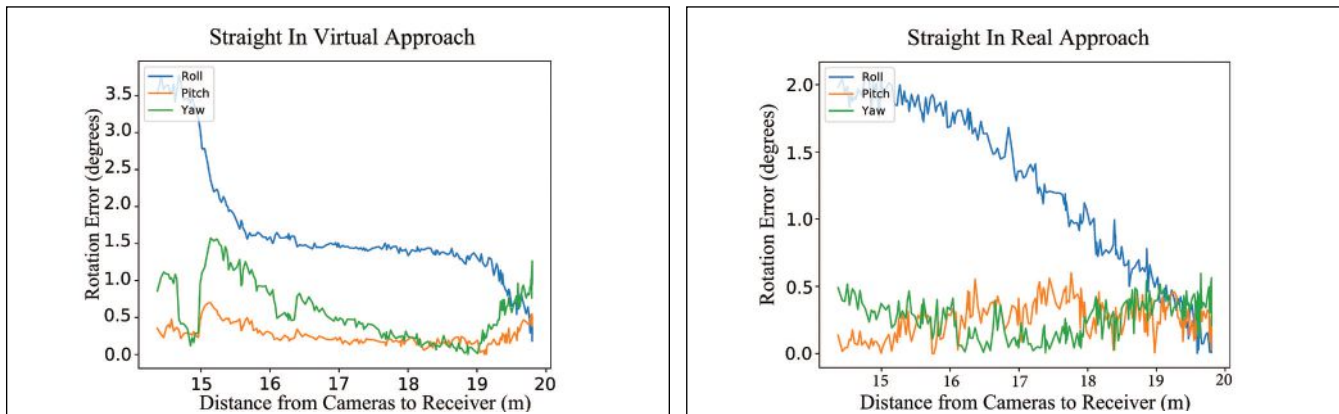 Straight In Virtual Approach
Roll
Pitch
Yaw
Rotation Error (degrees)
3.5
3.0
2.5
2.0
1.5
1.0
0.5
0.0
15 16 17 18 19 20
Distance from Cameras to Receiver (m)
Straight In Real Approach
Roll
Pitch
Yaw
Rotation Error (degrees)
2.0
1.5
1.0
0.5
0.0
15 16 17 18 19 20
Distance from Cameras to Receiver (m)